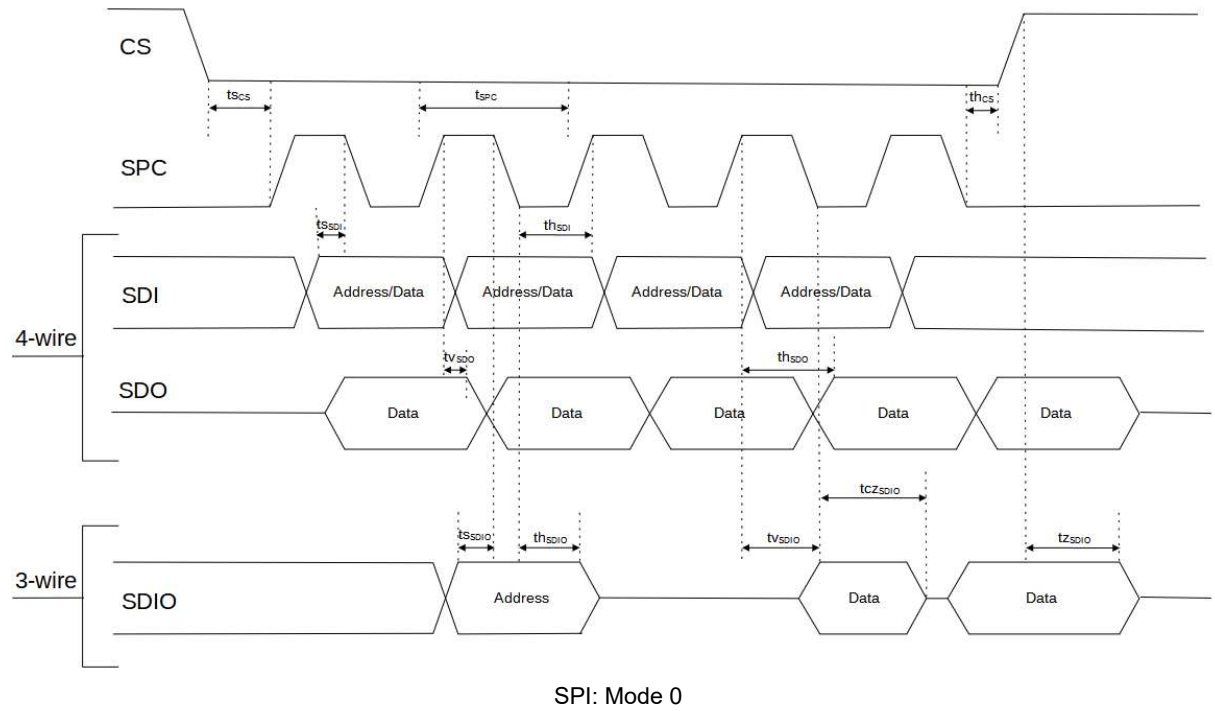 CS
tsCS
tSPC
thCS
SPC
tsSDI
thSDI
SDI
Address/Data
Address/Data
Address/Data
Address/Data
4-wire
tvSDO
thSDO
SDO
Data
Data
Data
Data
Data
tczSDIO
tsSDIO
thSDIO
tvSDIO
tzSDIO
3-wire
SDIO
Address
Data
Data
SPI: Mode 0